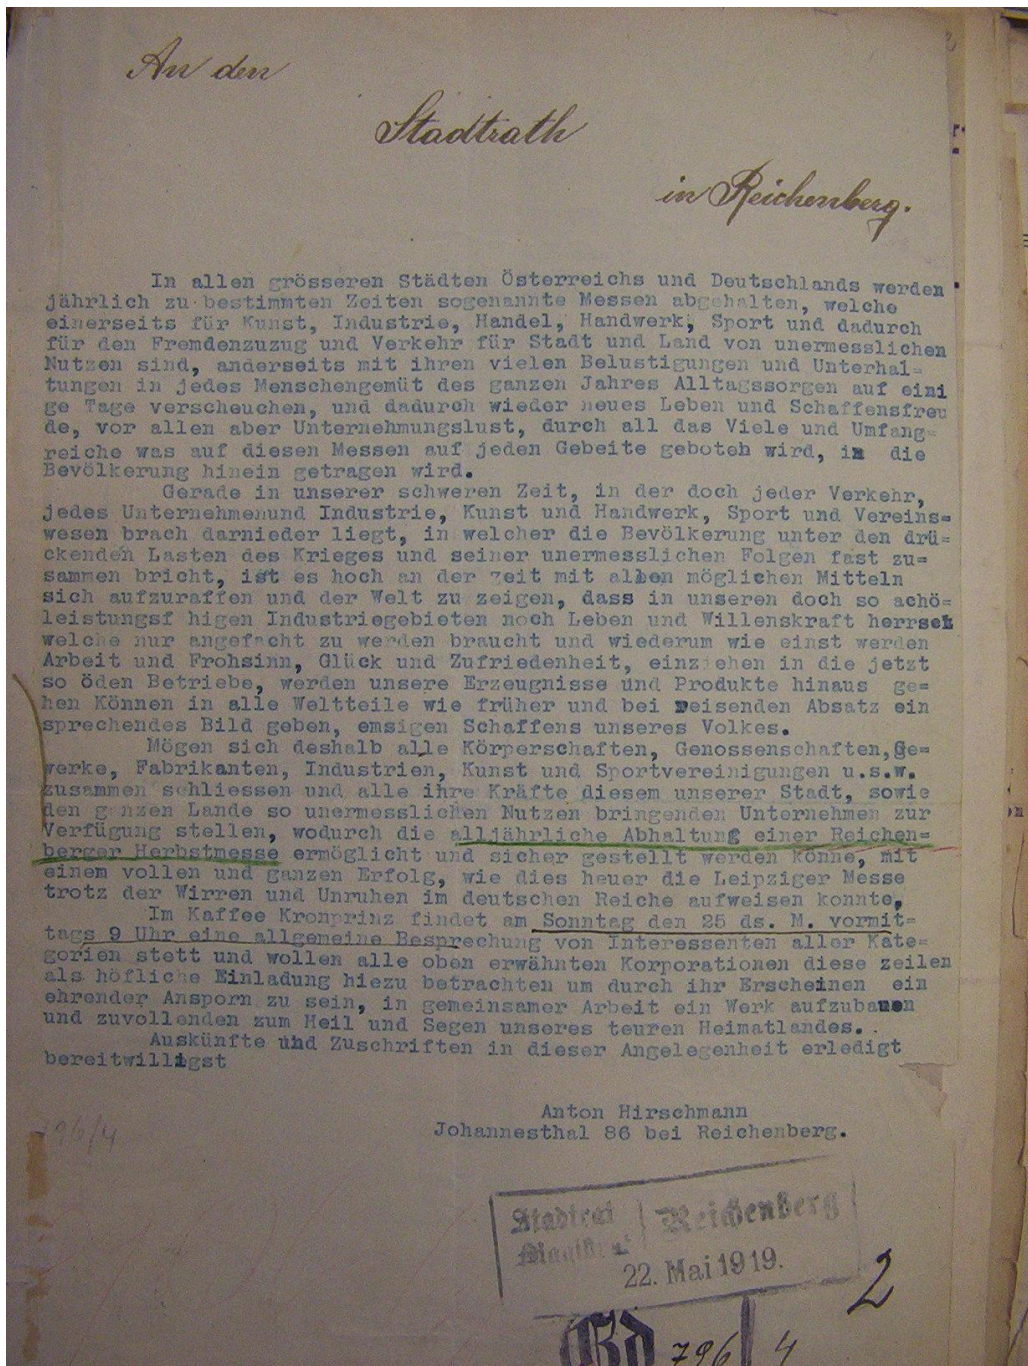 An den
Stadtrath
in Reichenberg.
In allen grösseren Städten Österreichs und Deutschlands werden
jährlich zu bestimmten Zeiten sogenannte Messen abgehalten, welche
einerseits für Kunst, Industrie, Handel, Handwerk, Sport und dadurch
für den Fremdenzuzug und Verkehr für Stadt und Land von unermesslichen
Nutzen sind, anderseits mit ihren vielen Belustigungen und Unterhal=
tungen in jedes Menschengemüt des ganzen Jahres Alltagssorgen auf eini
ge Tage verscheuchen, und dadurch wieder neues Leben und Schaffensfreu
de, vor allen aber Unternehmungslust, durch all das Viele und Umfang=
reiche was auf diesen Messen auf jeden Gebeite geboteh wird, in die
Bevölkerung hinein getragen wird.
Gerade in unserer schweren Zeit, in der doch jeder Verkehr,
jedes Unternehmenund Industrie, Kunst und Handwerk, Sport und Vereins=
wesen brach darnieder liegt, in welcher die Bevölkerung unter den drü=
ckenden Lasten des Krieges und seiner unermesslichen Folgen fast zu=
sammen bricht, ist es hoch an der zeit mit allen möglichen Mitteln
sich aufzuraffen und der Welt zu zeigen, dass in unseren doch so achö=
leistungsf higen Industriegebieten noch Leben und Willenskraft herrsch
welche nur angefacht zu werden braucht und wiederum wie einst werden
Arbeit und Frohsinn, Glück und Zufriedenheit, einziehen in die jetzt
so öden Betriebe, werden unsere Erzeugnisse und Produkte hinaus ge=
hen Können in alle Weltteile wie früher und bei reisenden Absatz ein
sprechendes Bild geben, emsigen Schaffens unseres Volkes.
Mögen sich deshalb alle Körperschaften, Genossenschaften, Ge=
werke, Fabrikanten, Industrien, Kunst und Sportvereinigungen u.s.w.
zusammen schliessen und alle ihre Kräfte diesem unserer Stadt, sowie
den ganzen Lande so unermesslichen Nutzen bringenden Unternehmen zur
Verfügung stellen, wodurch die alljährliche Abhaltung einer Reichen=
berger Herbstmesse ermöglicht und sicher gestellt werden könne, mit
einem vollen und ganzen Erfolg, wie dies heuer die Leipziger Messe
trotz der Wirren und Unruhen im deutschen Reiche aufweisen konnte,
Im Kaffee Kronprinz findet am Sonntag den 25 ds. M. vormit=
tags 9 Uhr eine allgemeine Besprechung von Interessenten aller Kate=
gorien stett und wollen alle oben erwähnten Korporationen diese zeilen
als höfliche Einladung hiezu betrachten um durch ihr Erscheinen ein
ehrender Ansporn zu sein, in gemeinsamer Arbeit ein Werk aufzubauen
und zuvollenden zum Heil und Segen unseres teuren Heimatlandes.
Auskünfte und Zuschriften in dieser Angelegenheit erledigt
bereitwilligst
Anton Hirschmann
Johannesthal 86 bei Reichenberg.
796/4
Stadtrat Reichenberg
22. Mai 1919.
2
Gd 796 4